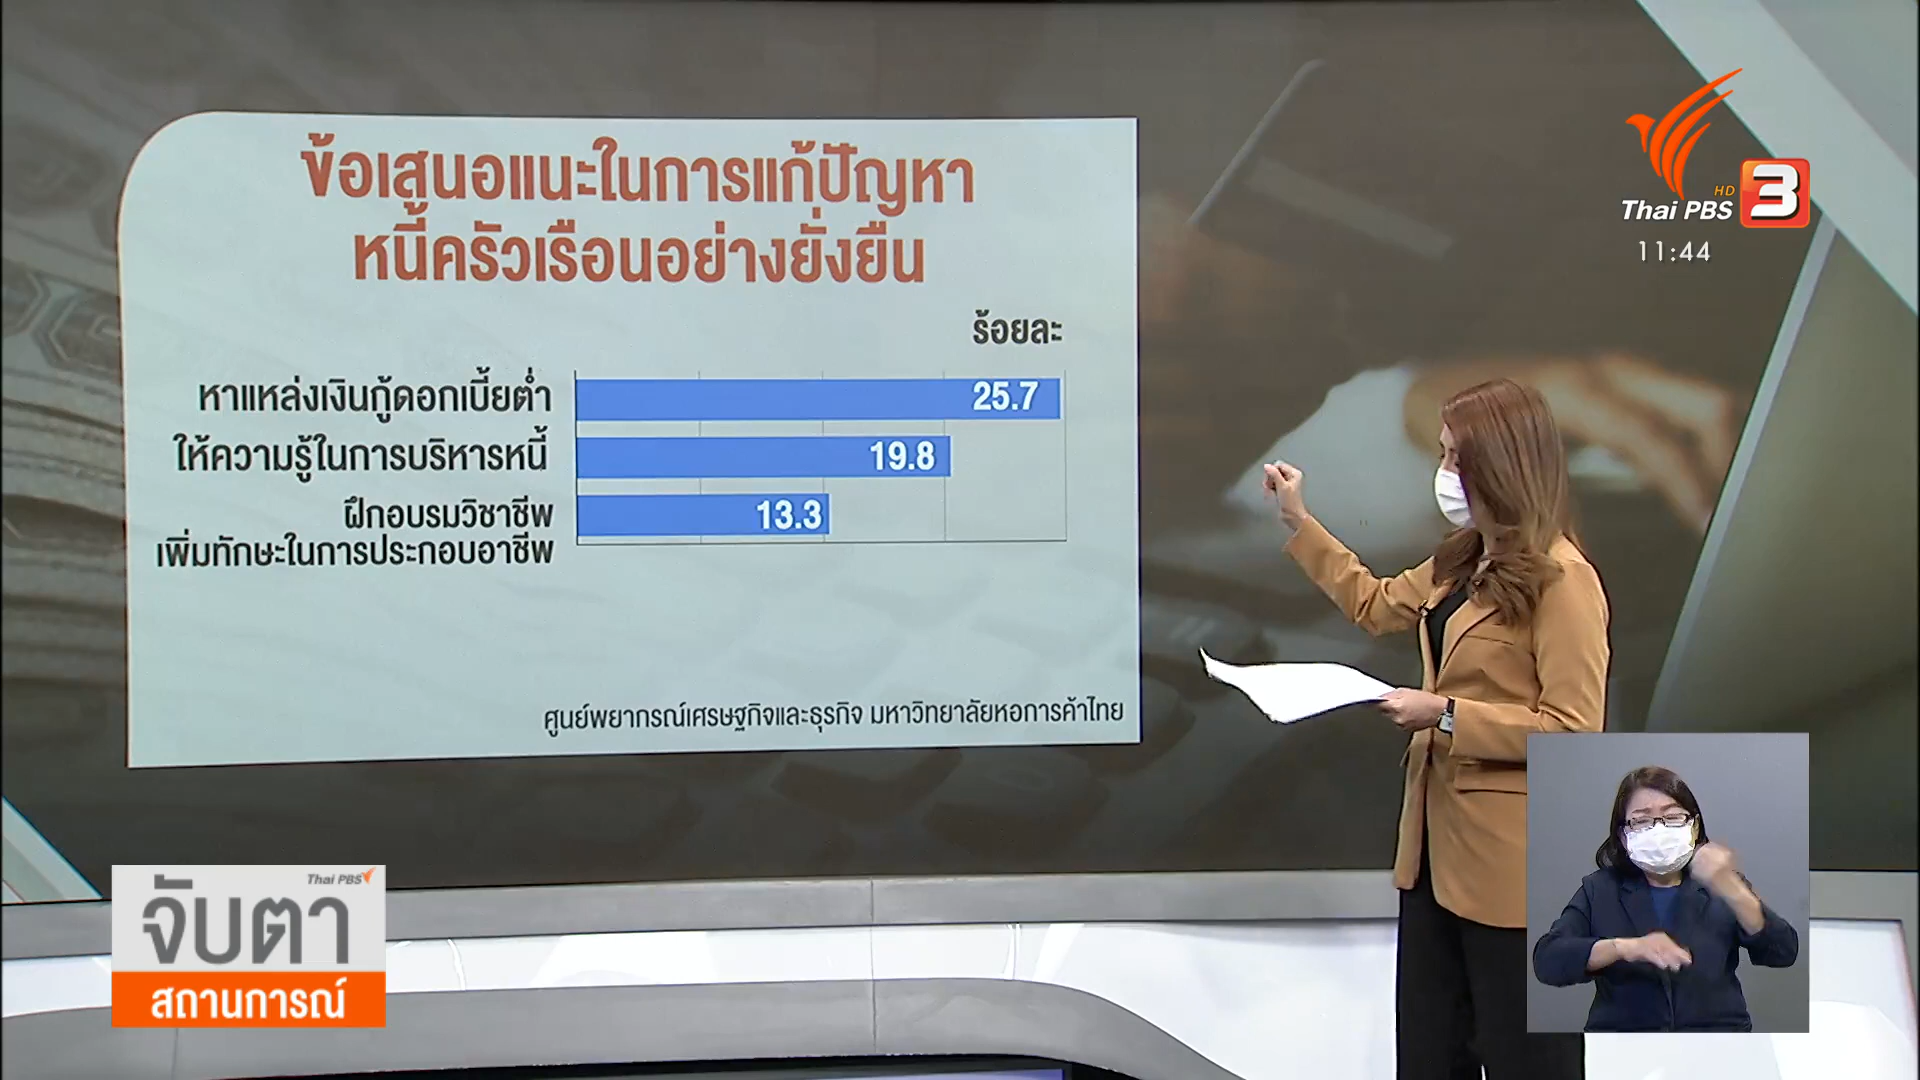 ข้อเสนอแนะในการแก้ปัญหา
หนี้ครัวเรือนอย่างยั่งยืน
ร้อยละ
หาแหล่งเงินกู้ดอกเบี้ยต่ำ 25.7
ให้ความรู้ในการบริหารหนี้ 19.8
ฝึกอบรมวิชาชีพ
เพิ่มทักษะในการประกอบอาชีพ 13.3
ศูนย์พยากรณ์เศรษฐกิจและธุรกิจ มหาวิทยาลัยหอการค้าไทย
Thai PBS HD 3
11:44
Thai PBS
จับตา
สถานการณ์